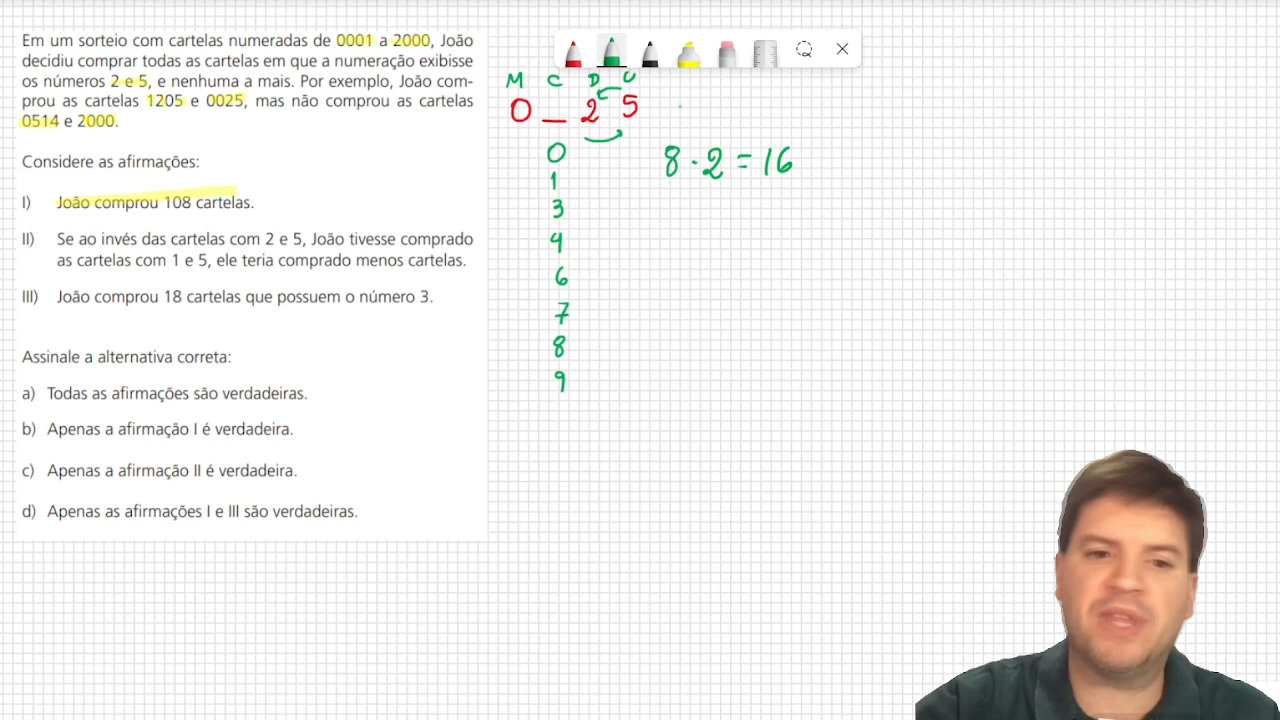 Em um sorteio com cartelas numeradas de 0001 a 2000, João
decidiu comprar todas as cartelas em que a numeração exibisse
os números 2 e 5, e nenhuma a mais. Por exemplo, João com-
prou as cartelas 1205 e 0025, mas não comprou as cartelas
0514 e 2000.
Considere as afirmações:
I) João comprou 108 cartelas.
II) Se ao invés das cartelas com 2 e 5, João tivesse comprado
as cartelas com 1 e 5, ele teria comprado menos cartelas.
III) João comprou 18 cartelas que possuem o número 3.
Assinale a alternativa correta:
a) Todas as afirmações são verdadeiras.
b) Apenas a afirmação I é verdadeira.
c) Apenas a afirmação II é verdadeira.
d) Apenas as afirmações I e III são verdadeiras.
M C D U
0 _ 2 5
0
1
3
4
6
7
8
9
8 · 2 = 16